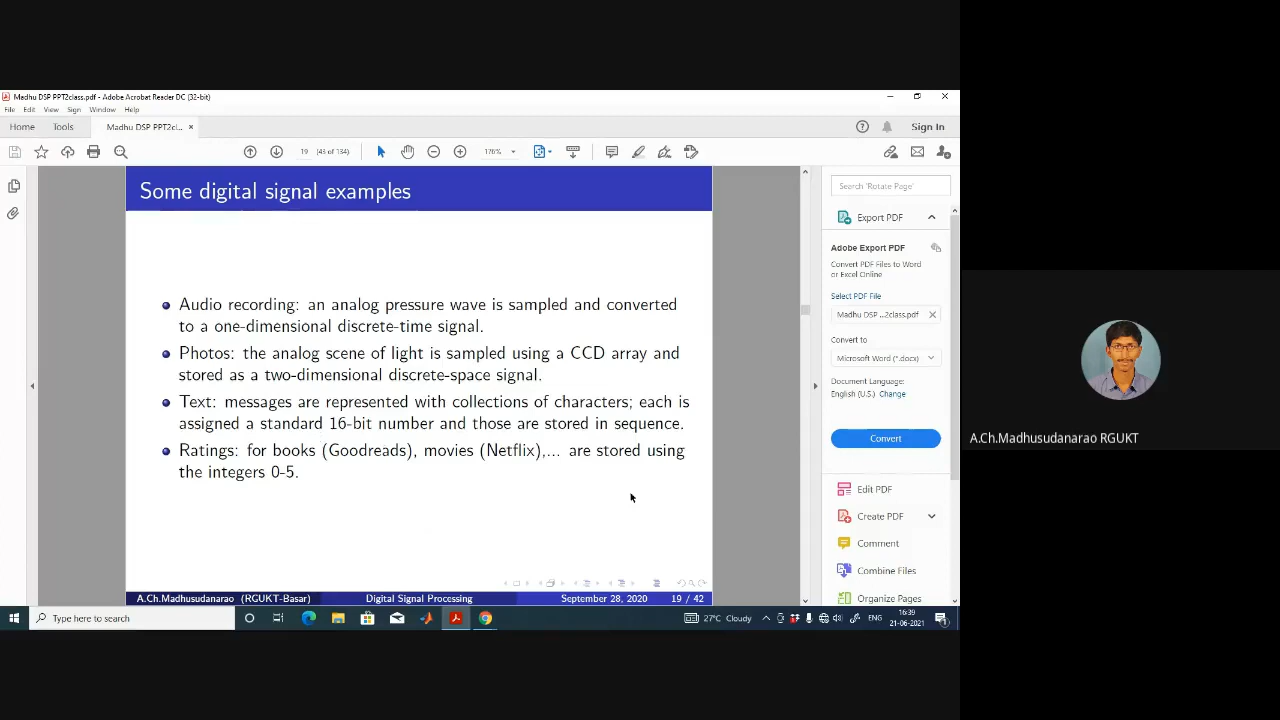 Madhu DSP PPT2class.pdf - Adobe Acrobat Reader DC (32-bit)
File Edit View Sign Window Help
Home Tools Madhu DSP PPT2cl... × Sign In
19 (43 of 134) 176%
Some digital signal examples
Audio recording: an analog pressure wave is sampled and converted
to a one-dimensional discrete-time signal.
Photos: the analog scene of light is sampled using a CCD array and
stored as a two-dimensional discrete-space signal.
Text: messages are represented with collections of characters; each is
assigned a standard 16-bit number and those are stored in sequence.
Ratings: for books (Goodreads), movies (Netflix),... are stored using
the integers 0-5.
A.Ch.Madhusudanarao (RGUKT-Basar) Digital Signal Processing September 28, 2020 19 / 42
Search 'Rotate Page'
Export PDF
Adobe Export PDF
Convert PDF Files to Word
or Excel Online
Select PDF File
Madhu DSP ...2class.pdf
Convert to
Microsoft Word (*.docx)
Document Language:
English (U.S.) Change
Convert
Edit PDF
Create PDF
Comment
Combine Files
Organize Pages
A.Ch.Madhusudanarao RGUKT
Type here to search
27°C Cloudy ENG 16:39
21-06-2021